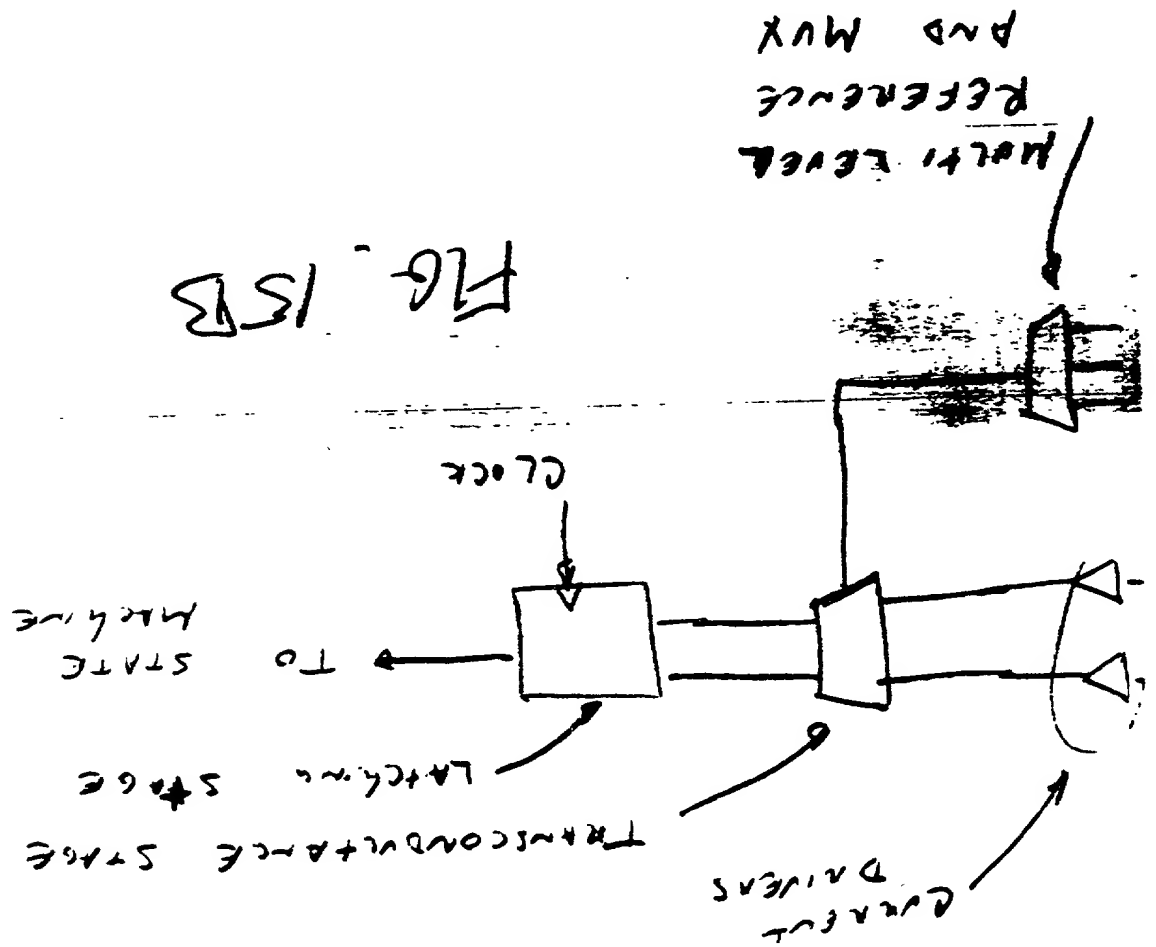 CURRENT
DRIVERS
TRANSCONDUCTANCE STAGE
LATCHING STAGE
TO STATE
MACHINE
CLOCK
FIG. 15B
MULTI LEVEL
REFERENCE
AND MUX